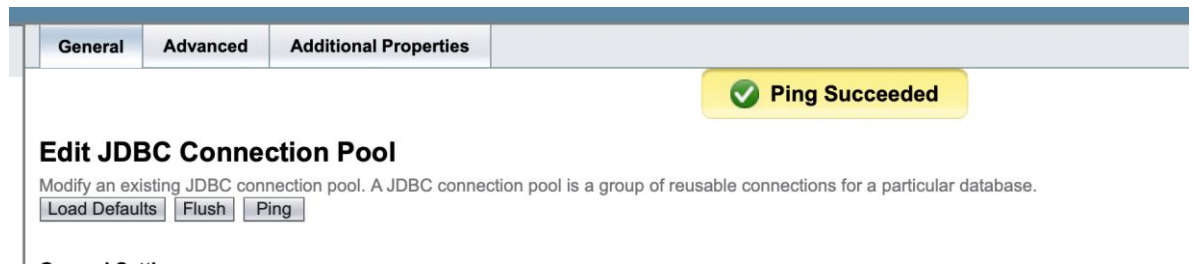 General Advanced Additional Properties
Ping Succeeded
Edit JDBC Connection Pool
Modify an existing JDBC connection pool. A JDBC connection pool is a group of reusable connections for a particular database.
Load Defaults Flush Ping